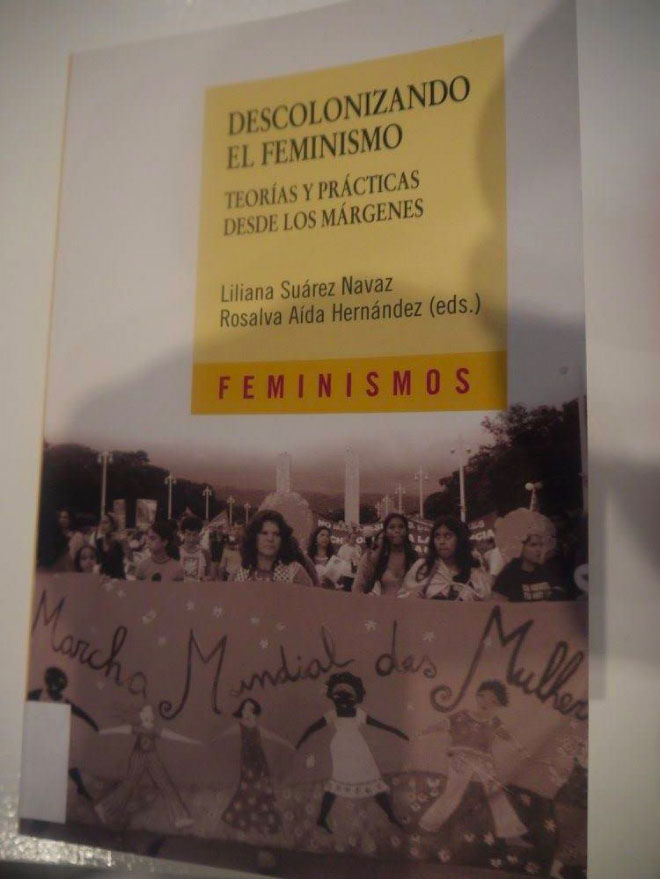 DESCOLONIZANDO
EL FEMINISMO
TEORÍAS Y PRÁCTICAS
DESDE LOS MÁRGENES
Liliana Suárez Navaz
Rosalva Aída Hernández (eds.)
FEMINISMOS
Marcha Mundial das Mulher